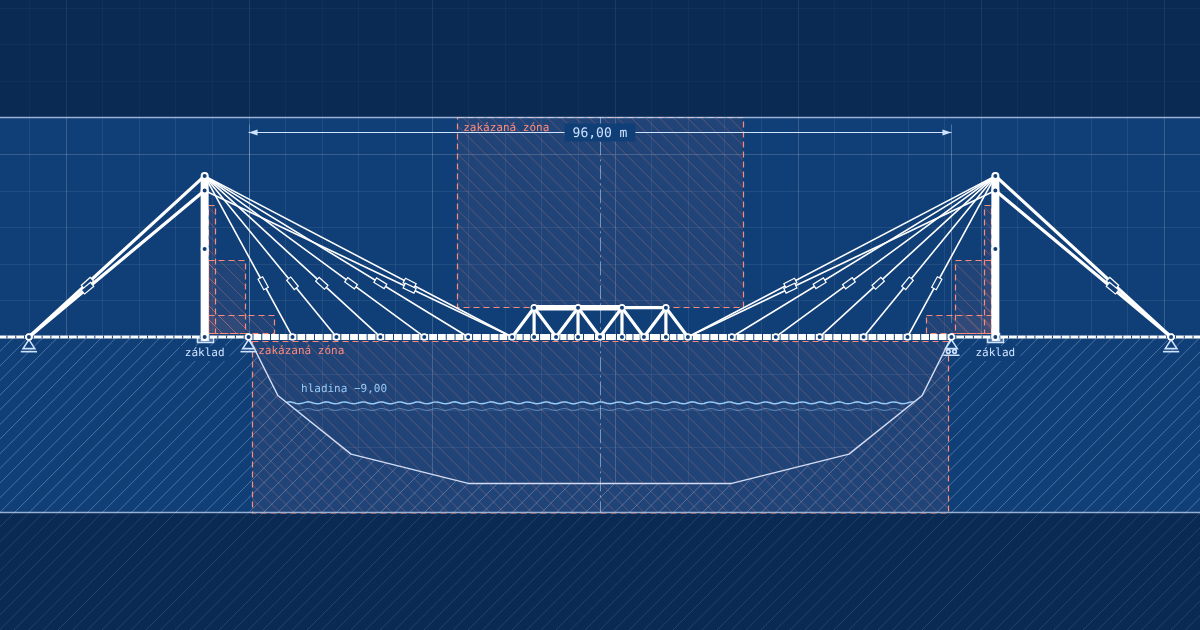 zakázaná zóna
96,00 m
základ
zakázaná zóna
základ
hladina −9,00